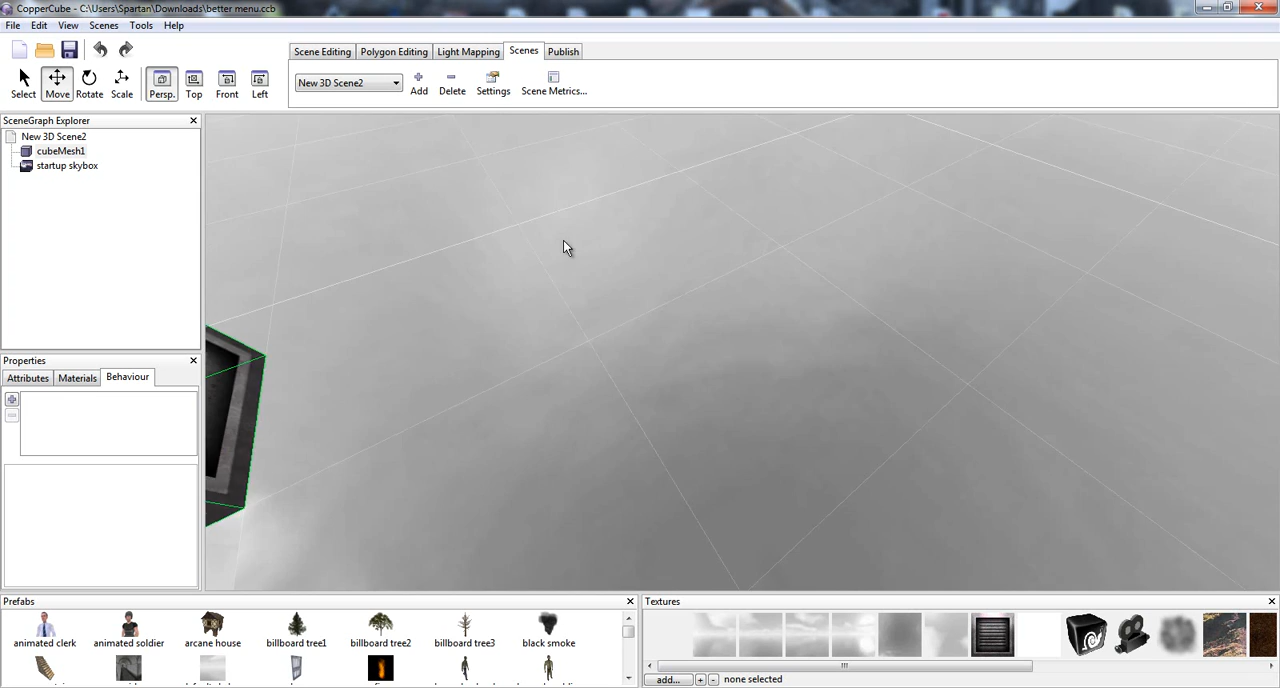 CopperCube - C:\Users\Spartan\Downloads\better menu.ccb
File Edit View Scenes Tools Help
Scene Editing Polygon Editing Light Mapping Scenes Publish
Select Move Rotate Scale Persp. Top Front Left
New 3D Scene2 Add Delete Settings Scene Metrics...
SceneGraph Explorer
New 3D Scene2
cubeMesh1
startup skybox
Properties
Attributes Materials Behaviour
Prefabs
animated clerk animated soldier arcane house billboard tree1 billboard tree2 billboard tree3 black smoke
Textures
add... + - none selected